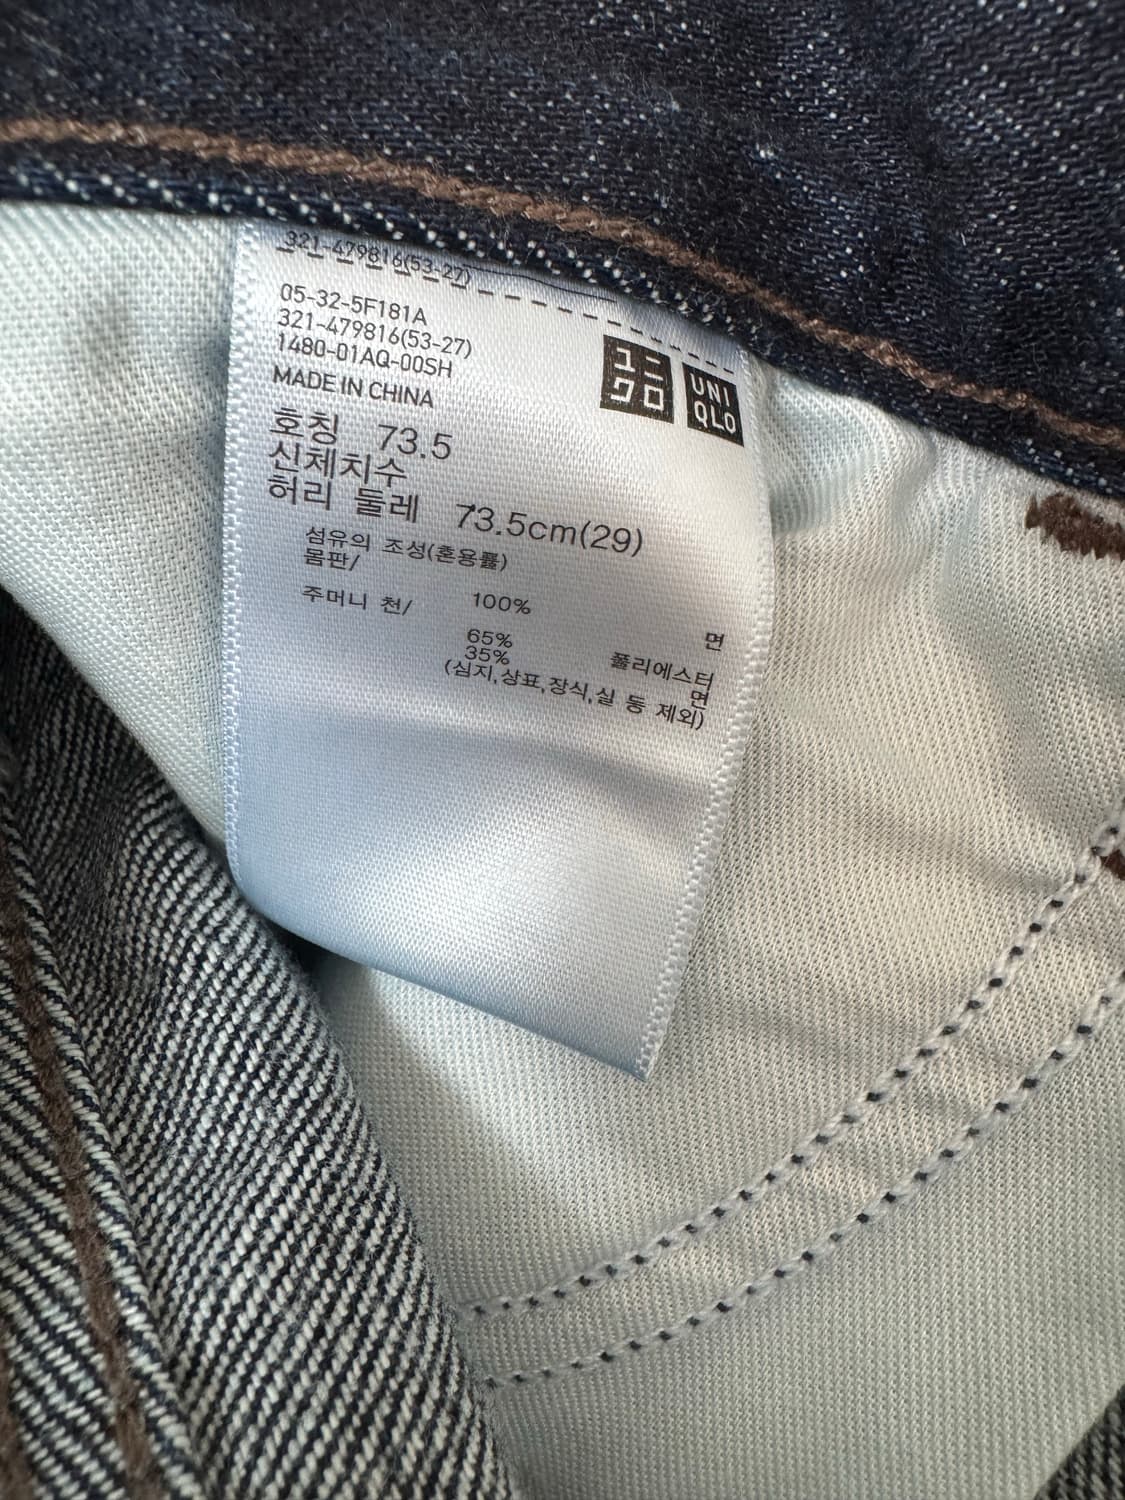 321-479816(53-27)
05-32-5F181A
321-479816(53-27)
1480-01AQ-00SH
MADE IN CHINA
ユニ
クロ
UNI
QLO
호칭 73.5
신체치수
허리 둘레 73.5cm(29)
섬유의 조성(혼용률)
몸판/
100% 면
주머니 천/
65% 폴리에스터
35% 면
(심지,상표,장식,실 등 제외)